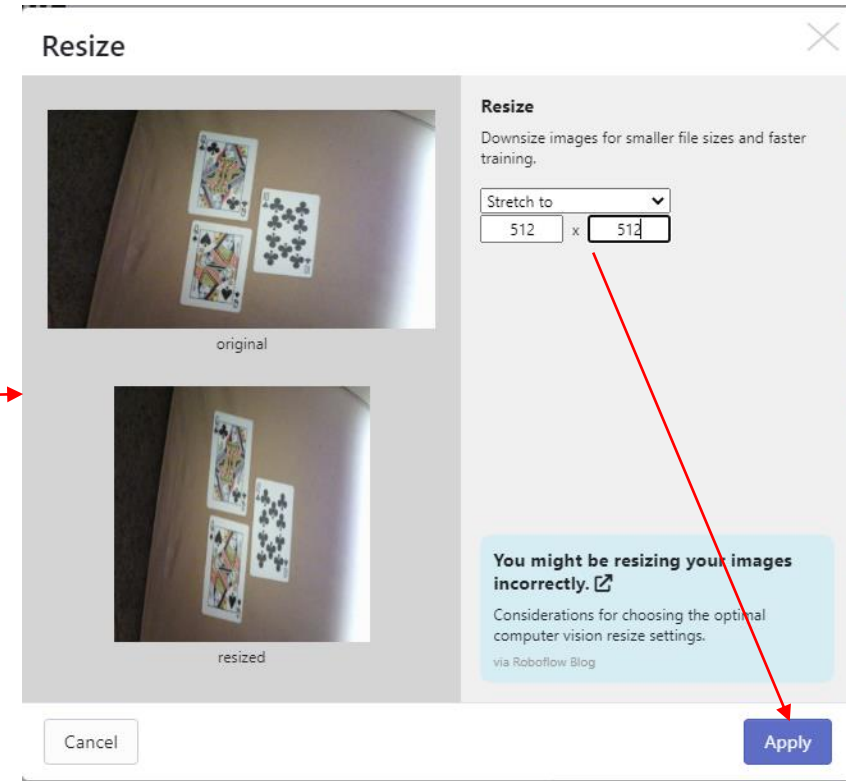 Resize
original
resized
Resize
Downsize images for smaller file sizes and faster
training.
Stretch to
512 x 512
You might be resizing your images
incorrectly.
Considerations for choosing the optimal
computer vision resize settings.
via Roboflow Blog
Cancel
Apply